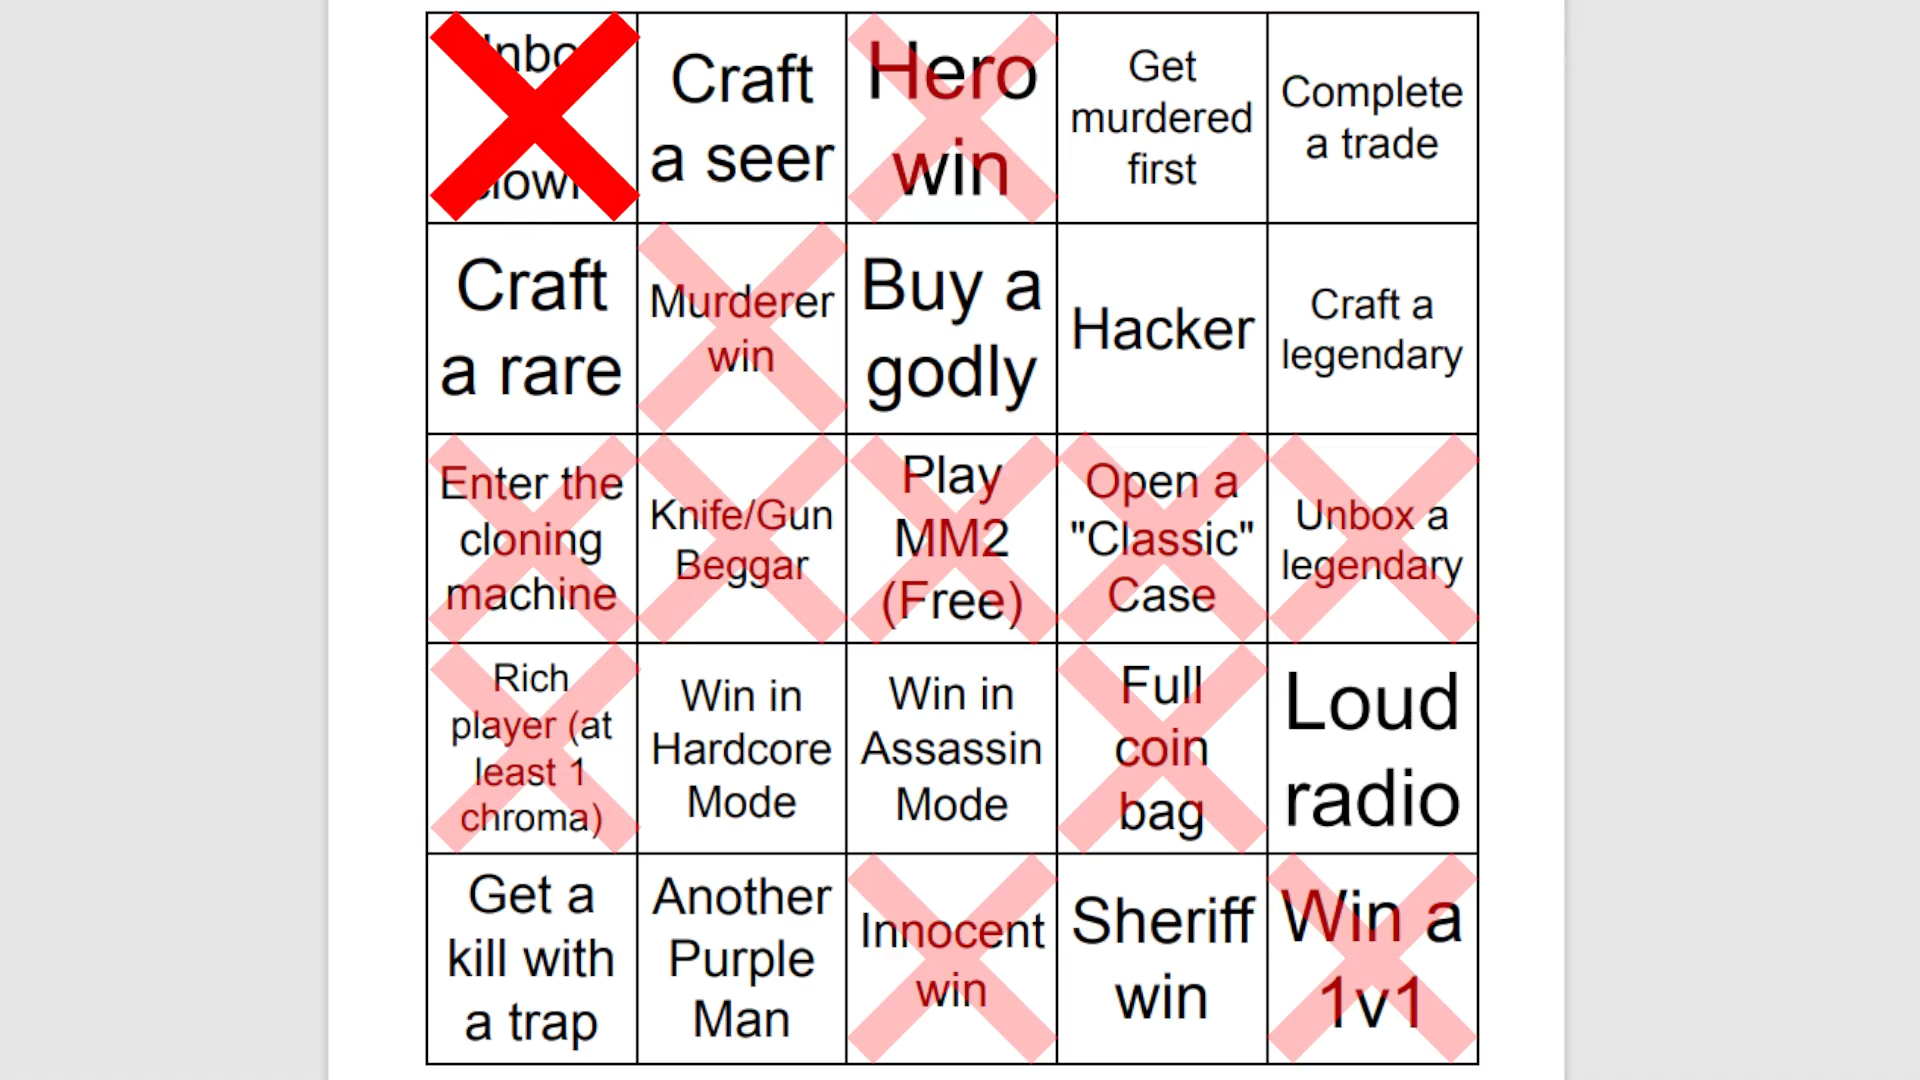 Craft
a seer
Hero
win
Get
murdered
first
Complete
a trade
Craft
a rare
Murderer
win
Buy a
godly
Hacker
Craft a
legendary
Enter the
cloning
machine
Knife/Gun
Beggar
Play
MM2
(Free)
Open a
"Classic"
Case
Unbox a
legendary
Rich
player (at
least 1
chroma)
Win in
Hardcore
Mode
Win in
Assassin
Mode
Full
coin
bag
Loud
radio
Get a
kill with
a trap
Another
Purple
Man
Innocent
win
Sheriff
win
Win a
1v1